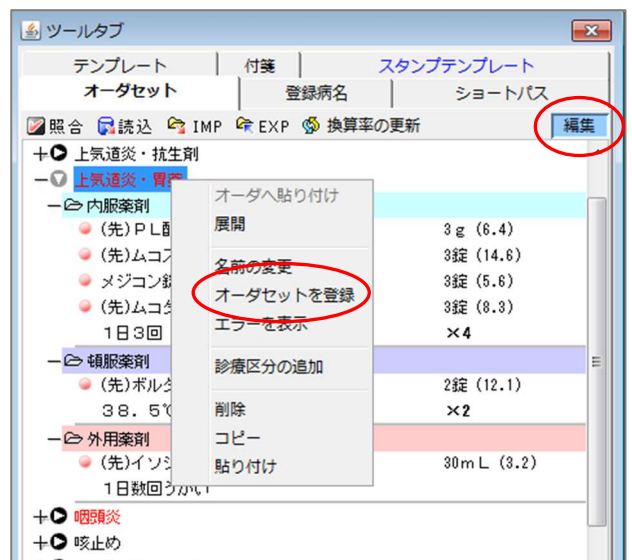 ツールタブ
テンプレート 付箋 スタンプテンプレート
オーダセット 登録病名 ショートパス
照合 読込 IMP EXP 換算率の更新 編集
上気道炎・抗生剤
上気道炎・胃薬
オーダへ貼り付け
内服薬剤
展開
(先)ＰＬ 3ｇ (6.4)
(先)ムコス 3錠 (14.6)
名前の変更
メジコン錠 3錠 (5.6)
オーダセットを登録
(先)ムコダ 3錠 (8.3)
エラーを表示
1日3回 ×4
頓服薬剤
診療区分の追加
(先)ボルタ 2錠 (12.1)
削除
３８．５℃ ×2
外用薬剤
コピー
(先)イソジ 30ｍＬ (3.2)
貼り付け
1日数回うがい
咽頭炎
咳止め